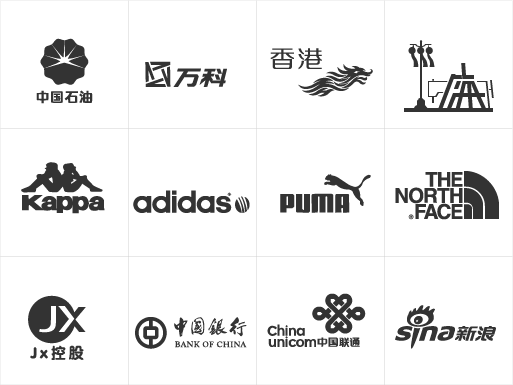 中国石油
万科
香港
Kappa
adidas
PUMA
THE
NORTH
FACE
JX
Jx控股
中国银行
BANK OF CHINA
China
unicom中国联通
sina新浪